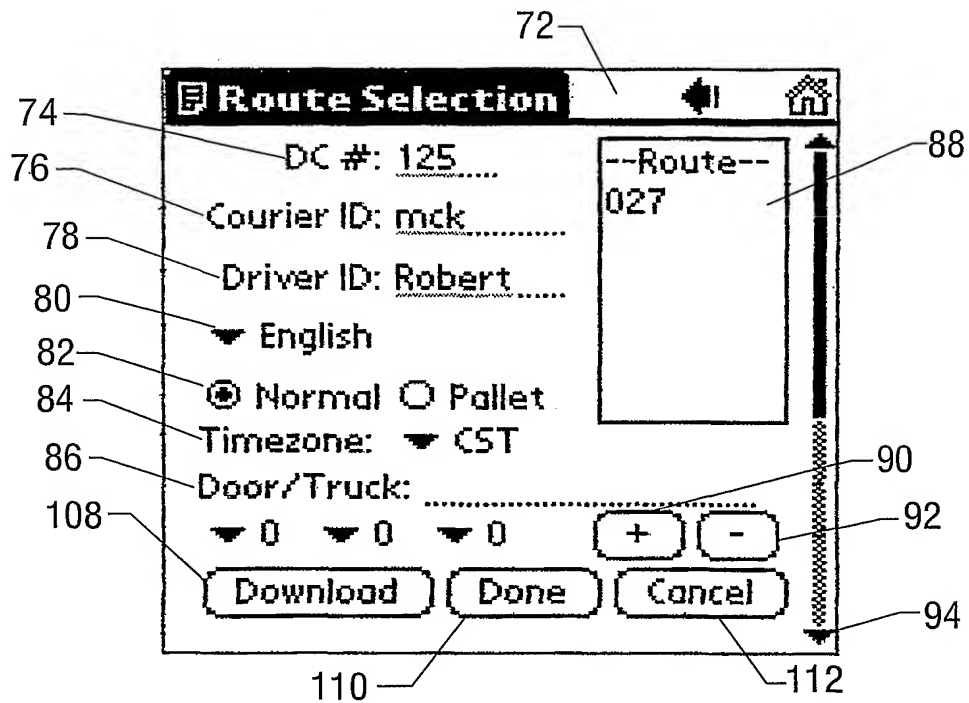 72
Route Selection
74
DC #: 125
--Route--
88
76
Courier ID: mck
027
78
Driver ID: Robert
80
English
82
Normal Pallet
84
Timezone: CST
86
Door/Truck:
90
108
0 0 0
+ -
92
Download Done Cancel
94
110
112